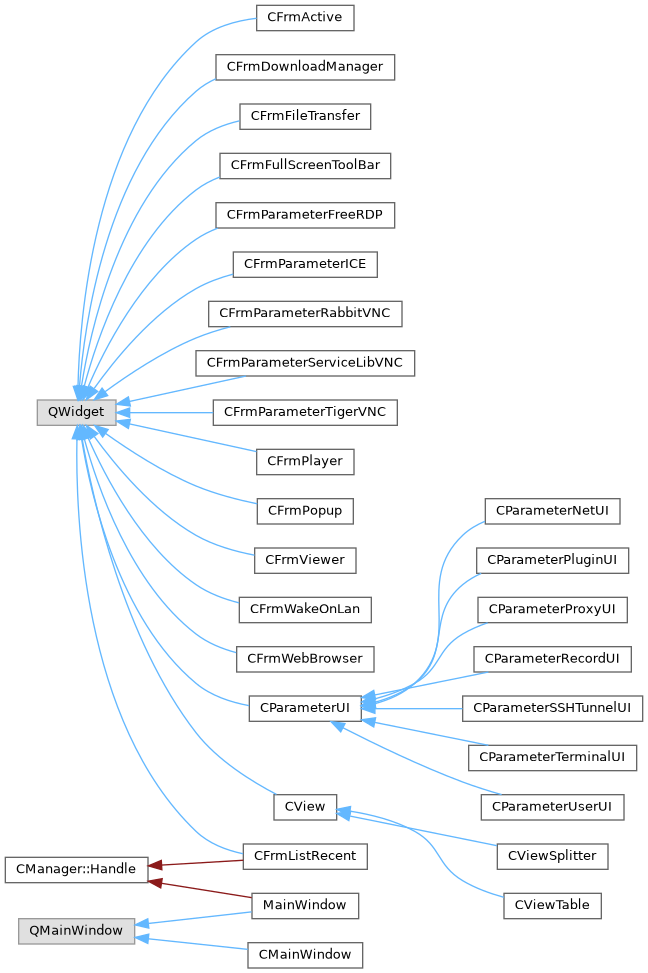 CFrmActive
CFrmDownloadManager
CFrmFileTransfer
CFrmFullScreenToolBar
CFrmParameterFreeRDP
CFrmParameterICE
CFrmParameterRabbitVNC
CFrmParameterServiceLibVNC
QWidget
CFrmParameterTigerVNC
CFrmPlayer
CFrmPopup
CParameterNetUI
CFrmViewer
CParameterPluginUI
CFrmWakeOnLan
CParameterProxyUI
CFrmWebBrowser
CParameterRecordUI
CParameterUI
CParameterSSHTunnelUI
CParameterTerminalUI
CView
CParameterUserUI
CFrmListRecent
CViewSplitter
CManager::Handle
MainWindow
CViewTable
QMainWindow
CMainWindow